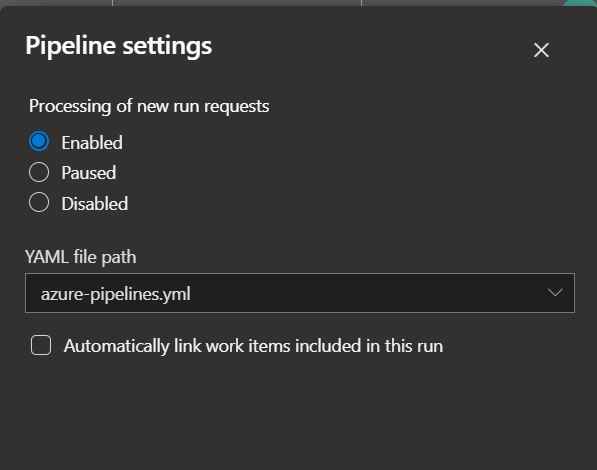 Pipeline settings
Processing of new run requests
Enabled
Paused
Disabled
YAML file path
azure-pipelines.yml
Automatically link work items included in this run